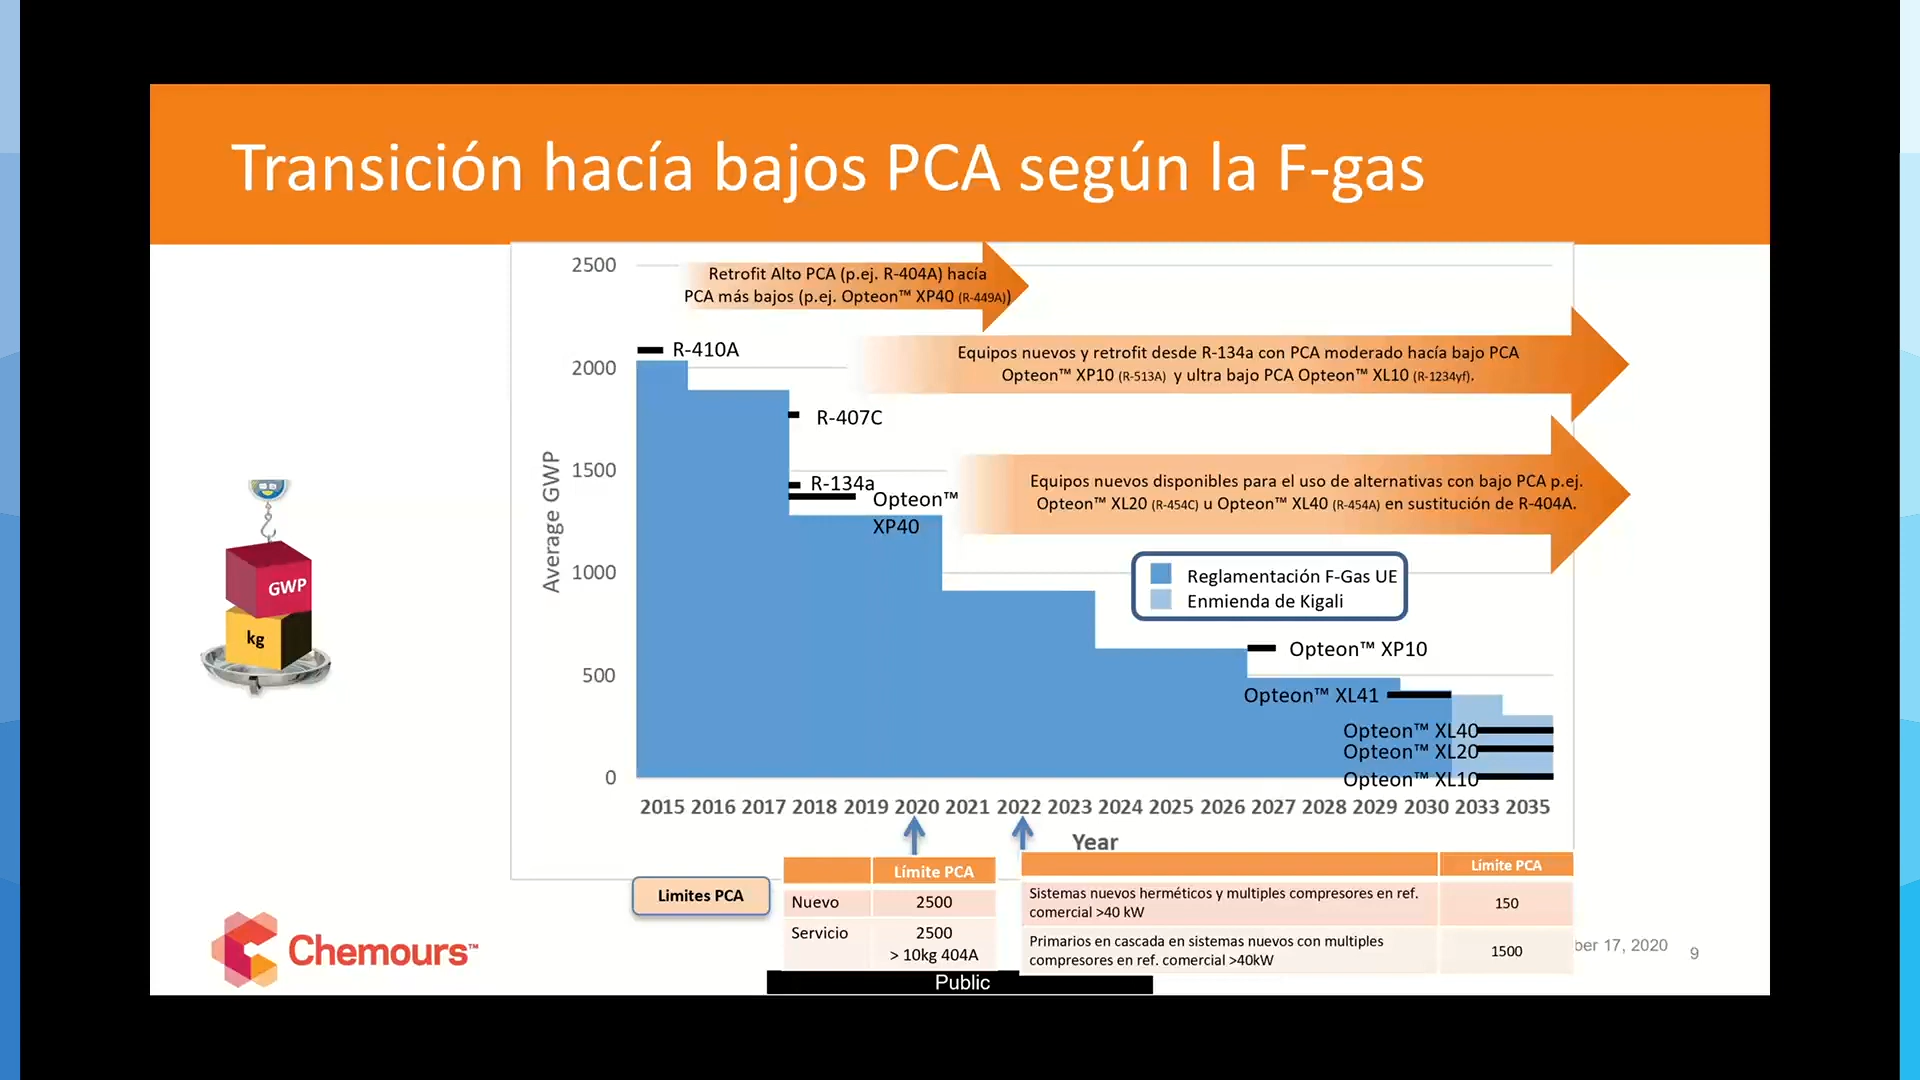 Transición hacía bajos PCA según la F-gas
2500
2000
1500
1000
500
0
Average GWP
Retrofit Alto PCA (p.ej. R-404A) hacía
PCA más bajos (p.ej. Opteon™ XP40 (R-449A))
R-410A
Equipos nuevos y retrofit desde R-134a con PCA moderado hacía bajo PCA
Opteon™ XP10 (R-513A) y ultra bajo PCA Opteon™ XL10 (R-1234yf).
R-407C
R-134a
Opteon™
XP40
Equipos nuevos disponibles para el uso de alternativas con bajo PCA p.ej.
Opteon™ XL20 (R-454C) u Opteon™ XL40 (R-454A) en sustitución de R-404A.
Reglamentación F-Gas UE
Enmienda de Kigali
GWP
kg
Opteon™ XP10
Opteon™ XL41
Opteon™ XL40
Opteon™ XL20
Opteon™ XL10
2015 2016 2017 2018 2019 2020 2021 2022 2023 2024 2025 2026 2027 2028 2029 2030 2033 2035
Year
Limites PCA
Límite PCA
Nuevo 2500
Servicio 2500
> 10kg 404A
Límite PCA
Sistemas nuevos herméticos y multiples compresores en ref.
comercial >40 kW
150
Primarios en cascada en sistemas nuevos con multiples
compresores en ref. comercial >40kW
1500
Chemours™
ber 17, 2020
9
Public